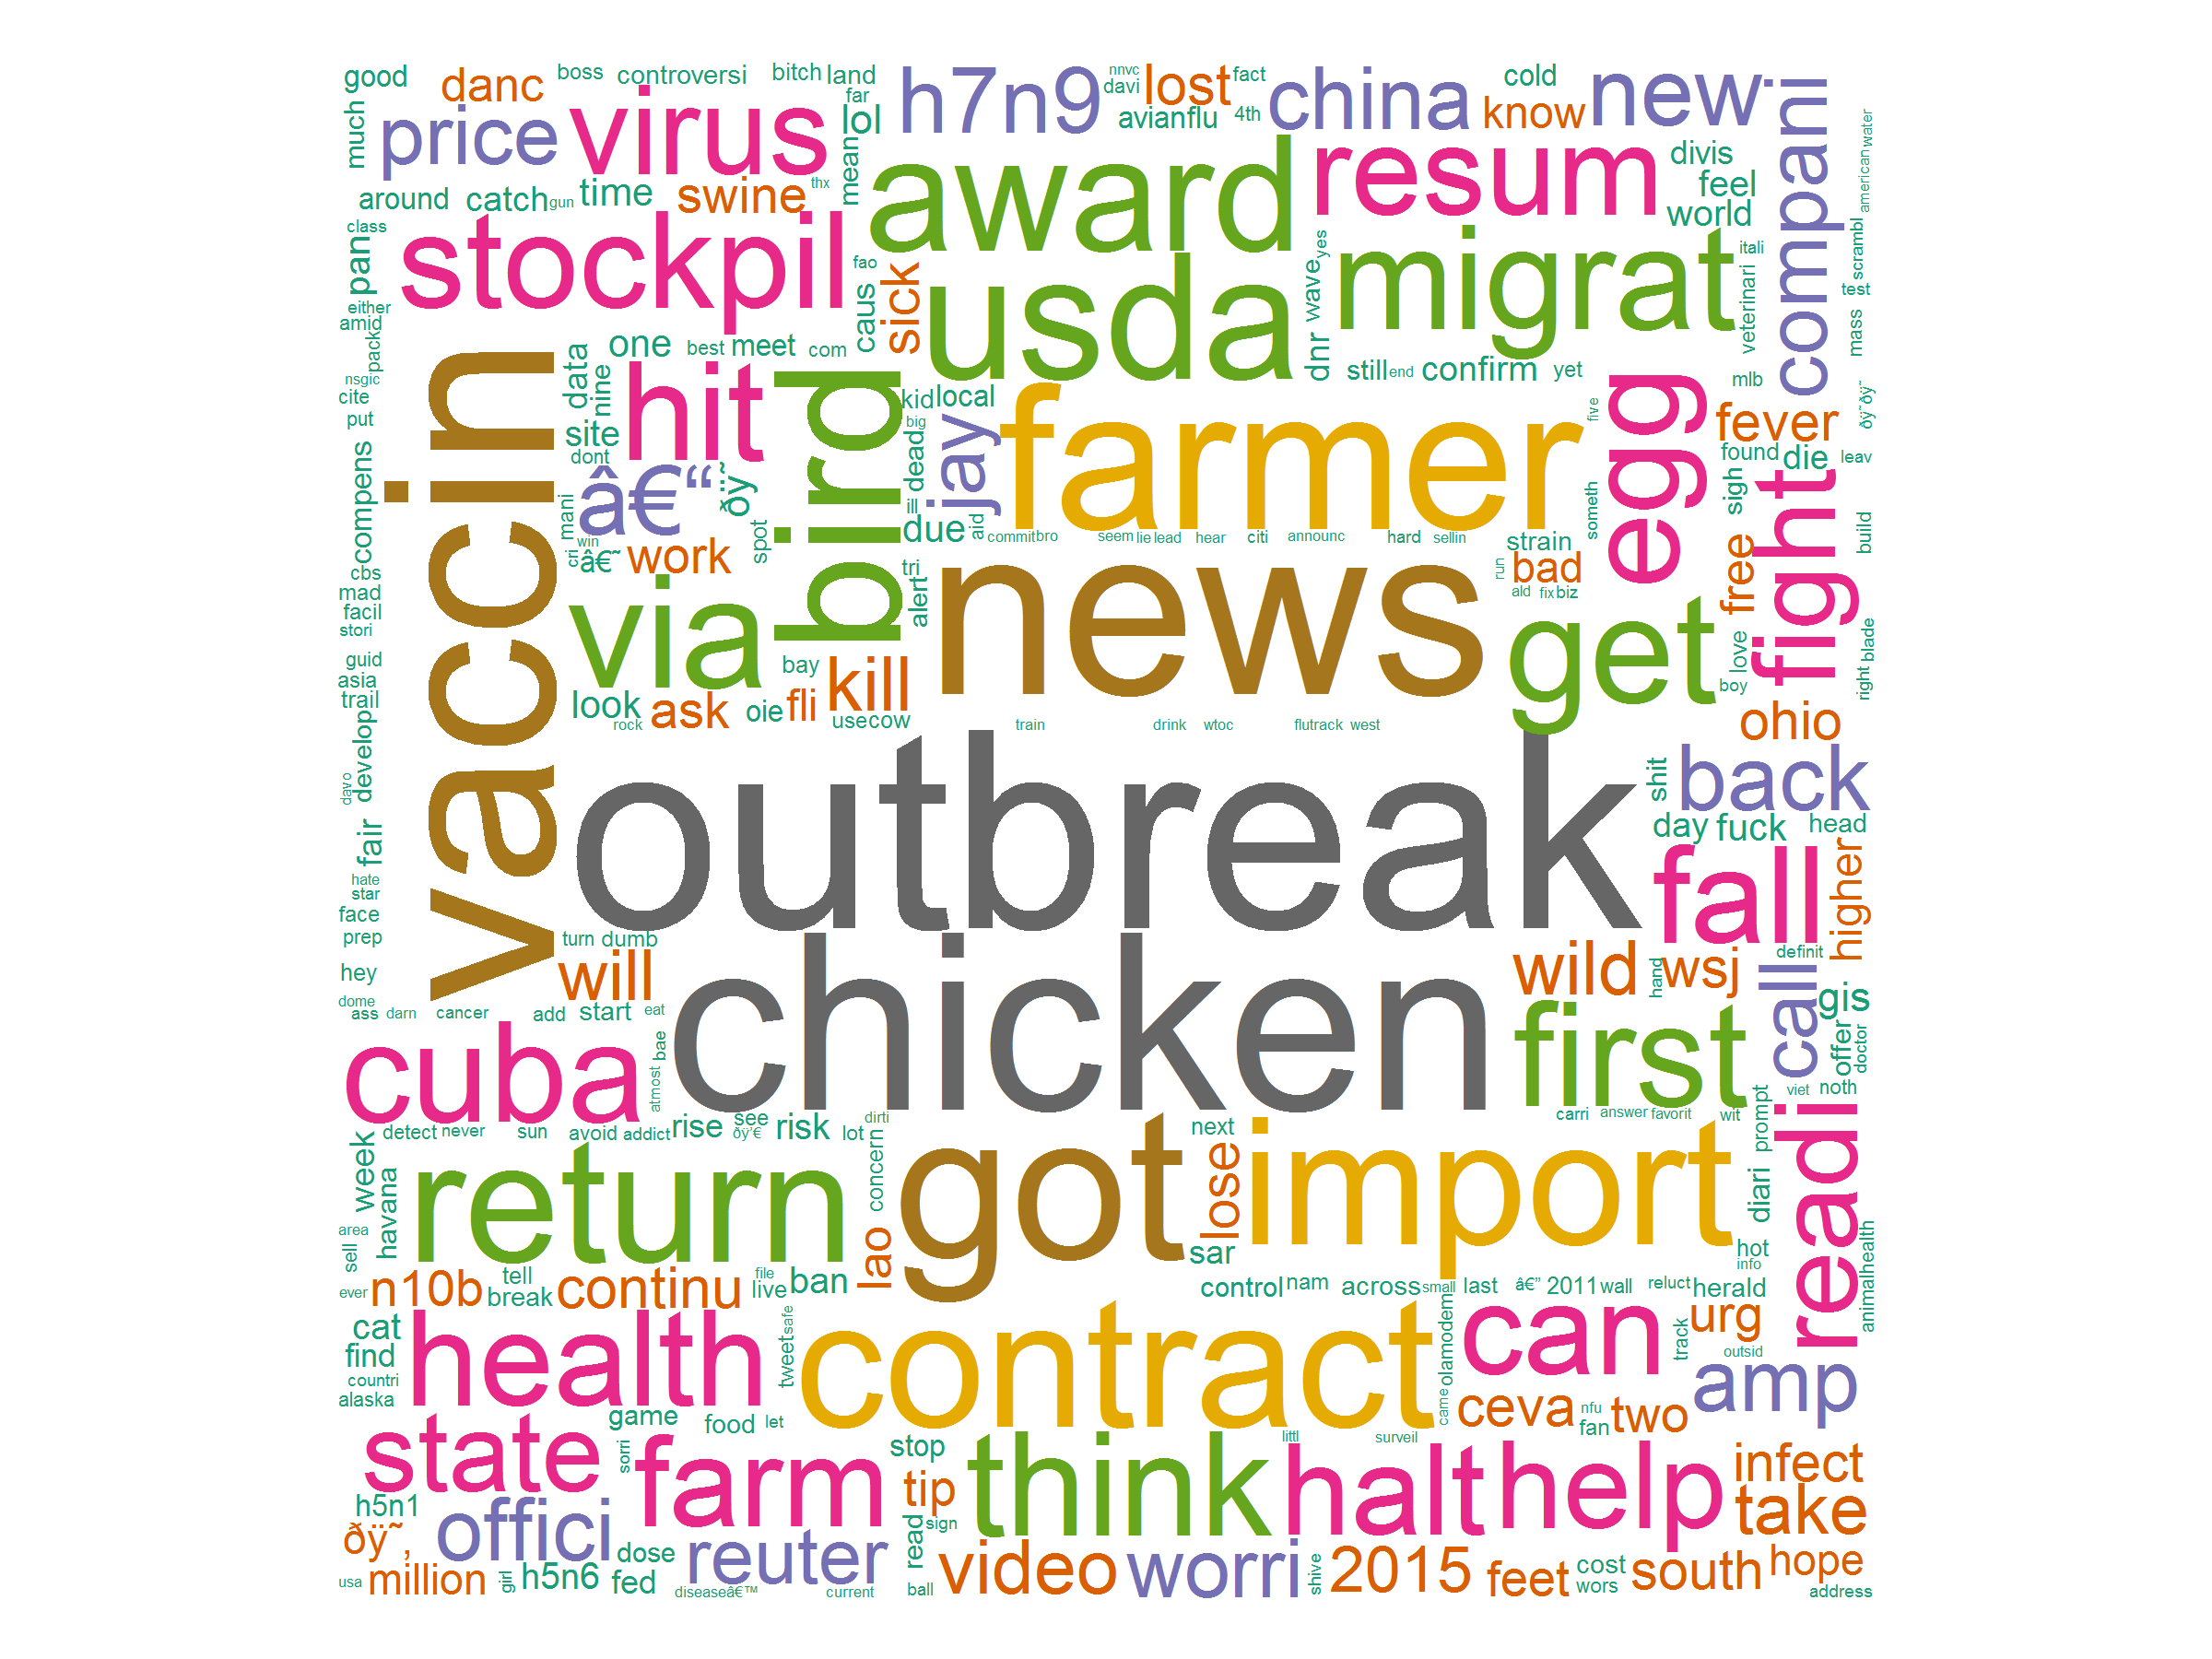 good danc boss controversi bitch land h7n9 nnvc davi lost fact china cold know new
much price virus far lol avianflu 4th compani water american
around catch gun time swine thx mean award resum divis feel world
class pan stockpil fao caus sick usda dnr wave yes migrat veterinari itali scrambl test mass
either amid pack one best meet com still end confirm yet mlb
nsgic cite put data nine hit bird kid local big farmer five egg fever ðŸ˜ðŸ˜
compens site dont â€“ ðŸ˜ dead jay found die leav sigh fight
mani spot ill due aid commit bro seem lie lead hear citi announc hard sellin someth strain build
cbs mad facil stori cri win â€˜ work tri alert news run bad ald fix biz free
vaccin via get love boy right blade
guid asia trail look rock ask bay oie fli kill use cow ohio
develop davo train drink wtoc flutrack west back
outbreak shit day fuck head
fair hate star fall higher
face prep hey turn dumb will chicken wild hand wsj definit call
dome ass darn cancer add start eat first gis offer doctor
cuba atmost bae viet noth readi
detect never sun avoid addict rise see ðŸ’€ risk lot dirti next carri answer favorit wit prompt
week havana area sell return concern got lose import diari
lao sar hot info animalhealth
ever n10b tell break continu file live ban control nam across small last â€” 2011 wall reluct herald
cat find countri alaska health tweet safe contract olamodem can track urg outsid
game food let came ceva nfu fan two amp
state sorri farm stop tip think littl halt surveil help infect
h5n1 offici read sign take
ðŸ˜‚ million usa girl h5n6 dose fed reuter diseaseâ€™ current ball video worri shive 2015 feet cost wors south hope address